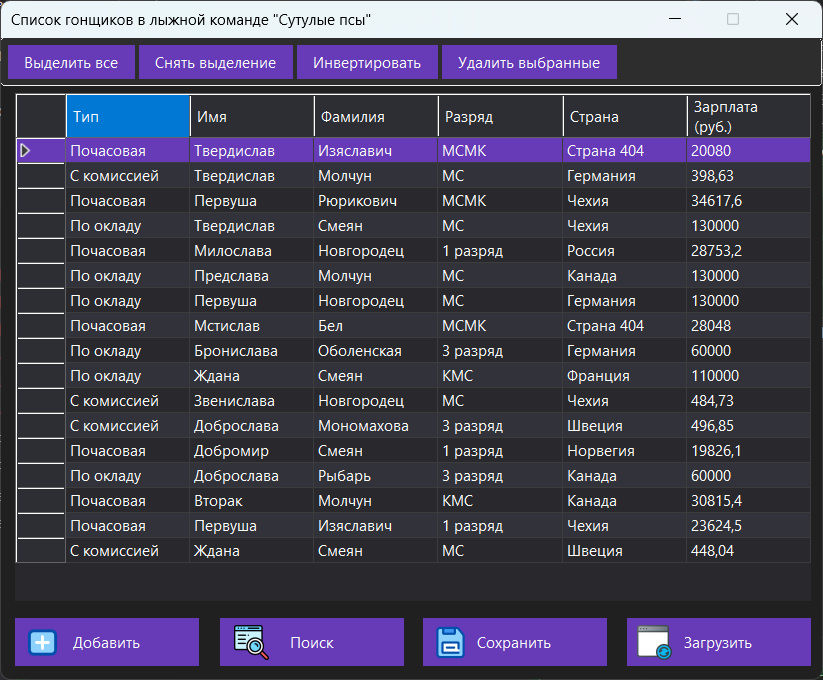 Список гонщиков в лыжной команде "Сутулые псы"
Выделить все Снять выделение Инвертировать Удалить выбранные
Тип Имя Фамилия Разряд Страна Зарплата (руб.)
Почасовая Твердислав Изяславич МСМК Страна 404 20080
С комиссией Твердислав Молчун МС Германия 398,63
Почасовая Первуша Рюрикович МСМК Чехия 34617,6
По окладу Твердислав Смеян МС Чехия 130000
Почасовая Милослава Новгородец 1 разряд Россия 28753,2
По окладу Предслава Молчун МС Канада 130000
По окладу Первуша Новгородец МС Германия 130000
Почасовая Мстислав Бел МСМК Страна 404 28048
По окладу Бронислава Оболенская 3 разряд Германия 60000
По окладу Ждана Смеян КМС Франция 110000
С комиссией Звенислава Новгородец МС Чехия 484,73
С комиссией Доброслава Мономахова 3 разряд Швеция 496,85
Почасовая Добромир Смеян 1 разряд Норвегия 19826,1
По окладу Доброслава Рыбарь 3 разряд Канада 60000
Почасовая Вторак Молчун КМС Канада 30815,4
Почасовая Первуша Изяславич 1 разряд Чехия 23624,5
С комиссией Ждана Смеян МС Швеция 448,04
Добавить Поиск Сохранить Загрузить